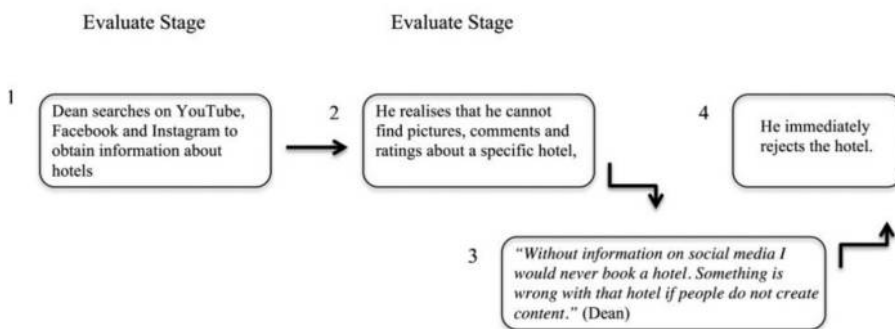 Evaluate Stage
Evaluate Stage
1
Dean searches on YouTube,
Facebook and Instagram to
obtain information about
hotels
2
He realises that he cannot
find pictures, comments and
ratings about a specific hotel,
3
“Without information on social media I
would never book a hotel. Something is
wrong with that hotel if people do not create
content.” (Dean)
4
He immediately
rejects the hotel.